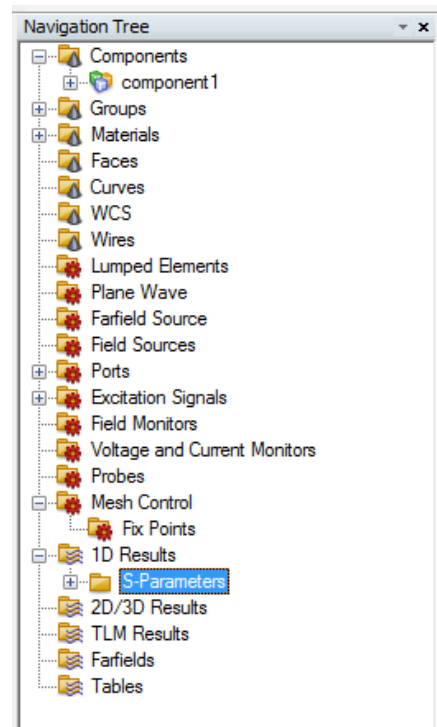 Navigation Tree
Components
component1
Groups
Materials
Faces
Curves
WCS
Wires
Lumped Elements
Plane Wave
Farfield Source
Field Sources
Ports
Excitation Signals
Field Monitors
Voltage and Current Monitors
Probes
Mesh Control
Fix Points
1D Results
S-Parameters
2D/3D Results
TLM Results
Farfields
Tables